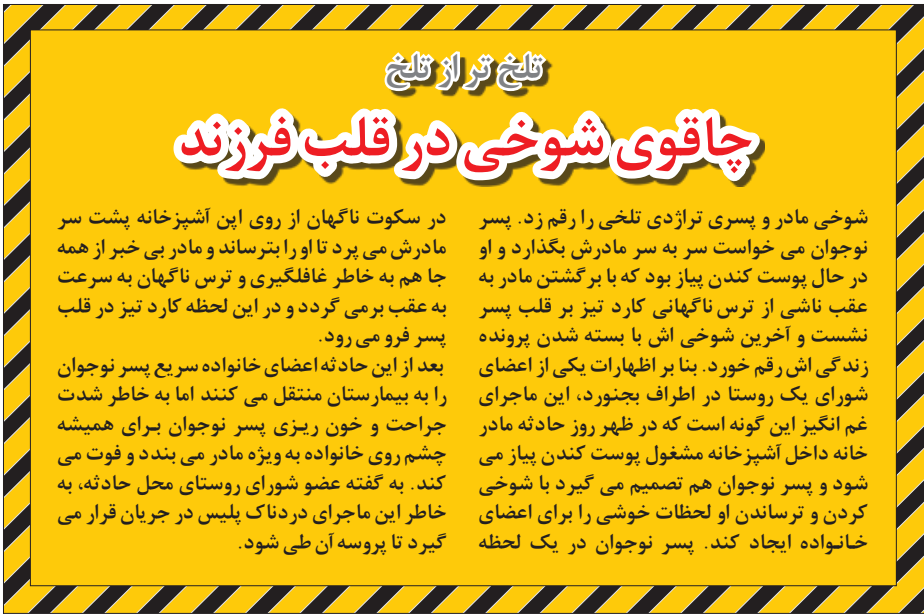 تلخ تر از تلخ
چاقوی شوخی در قلب فرزند
شوخی مادر و پسری تراژدی تلخی را رقم زد. پسر
نوجوان می خواست سر به سر مادرش بگذارد و او
در حال پوست کندن پیاز بود که با برگشتن مادر به
عقب ناشی از ترس ناگهانی کارد تیز بر قلب پسر
نشست و آخرین شوخی اش با بسته شدن پرونده
زندگی اش رقم خورد. بنا بر اظهارات یکی از اعضای
شورای یک روستا در اطراف بجنورد، این ماجرای
غم انگیز این گونه است که در ظهر روز حادثه مادر
خانه داخل آشپزخانه مشغول پوست کندن پیاز می
شود و پسر نوجوان هم تصمیم می گیرد با شوخی
کردن و ترساندن او لحظات خوشی را برای اعضای
خانواده ایجاد کند. پسر نوجوان در یک لحظه
در سکوت ناگهان از روی اپن آشپزخانه پشت سر
مادرش می پرد تا او را بترساند و مادر بی خبر از همه
جا هم به خاطر غافلگیری و ترس ناگهان به سرعت
به عقب برمی گردد و در این لحظه کارد تیز در قلب
پسر فرو می رود.
بعد از این حادثه اعضای خانواده سریع پسر نوجوان
را به بیمارستان منتقل می کنند اما به خاطر شدت
جراحت و خون ریزی پسر نوجوان برای همیشه
چشم روی خانواده به ویژه مادر می بندد و فوت می
کند. به گفته عضو شورای روستای محل حادثه، به
خاطر این ماجرای دردناک پلیس در جریان قرار می
گیرد تا پروسه آن طی شود.